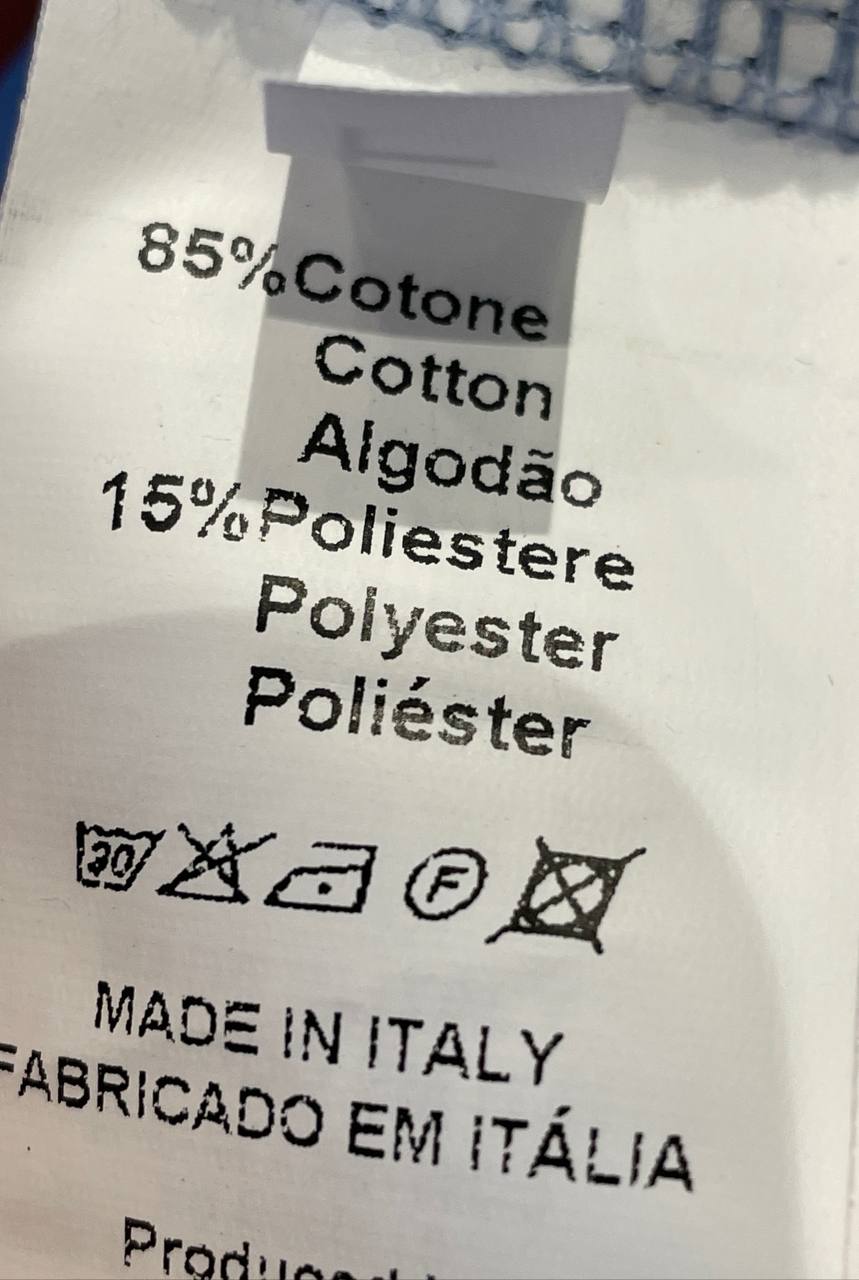 85%Cotone
Cotton
Algodão
15%Poliestere
Polyester
Poliéster
30 F
MADE IN ITALY
FABRICADO EM ITÁLIA